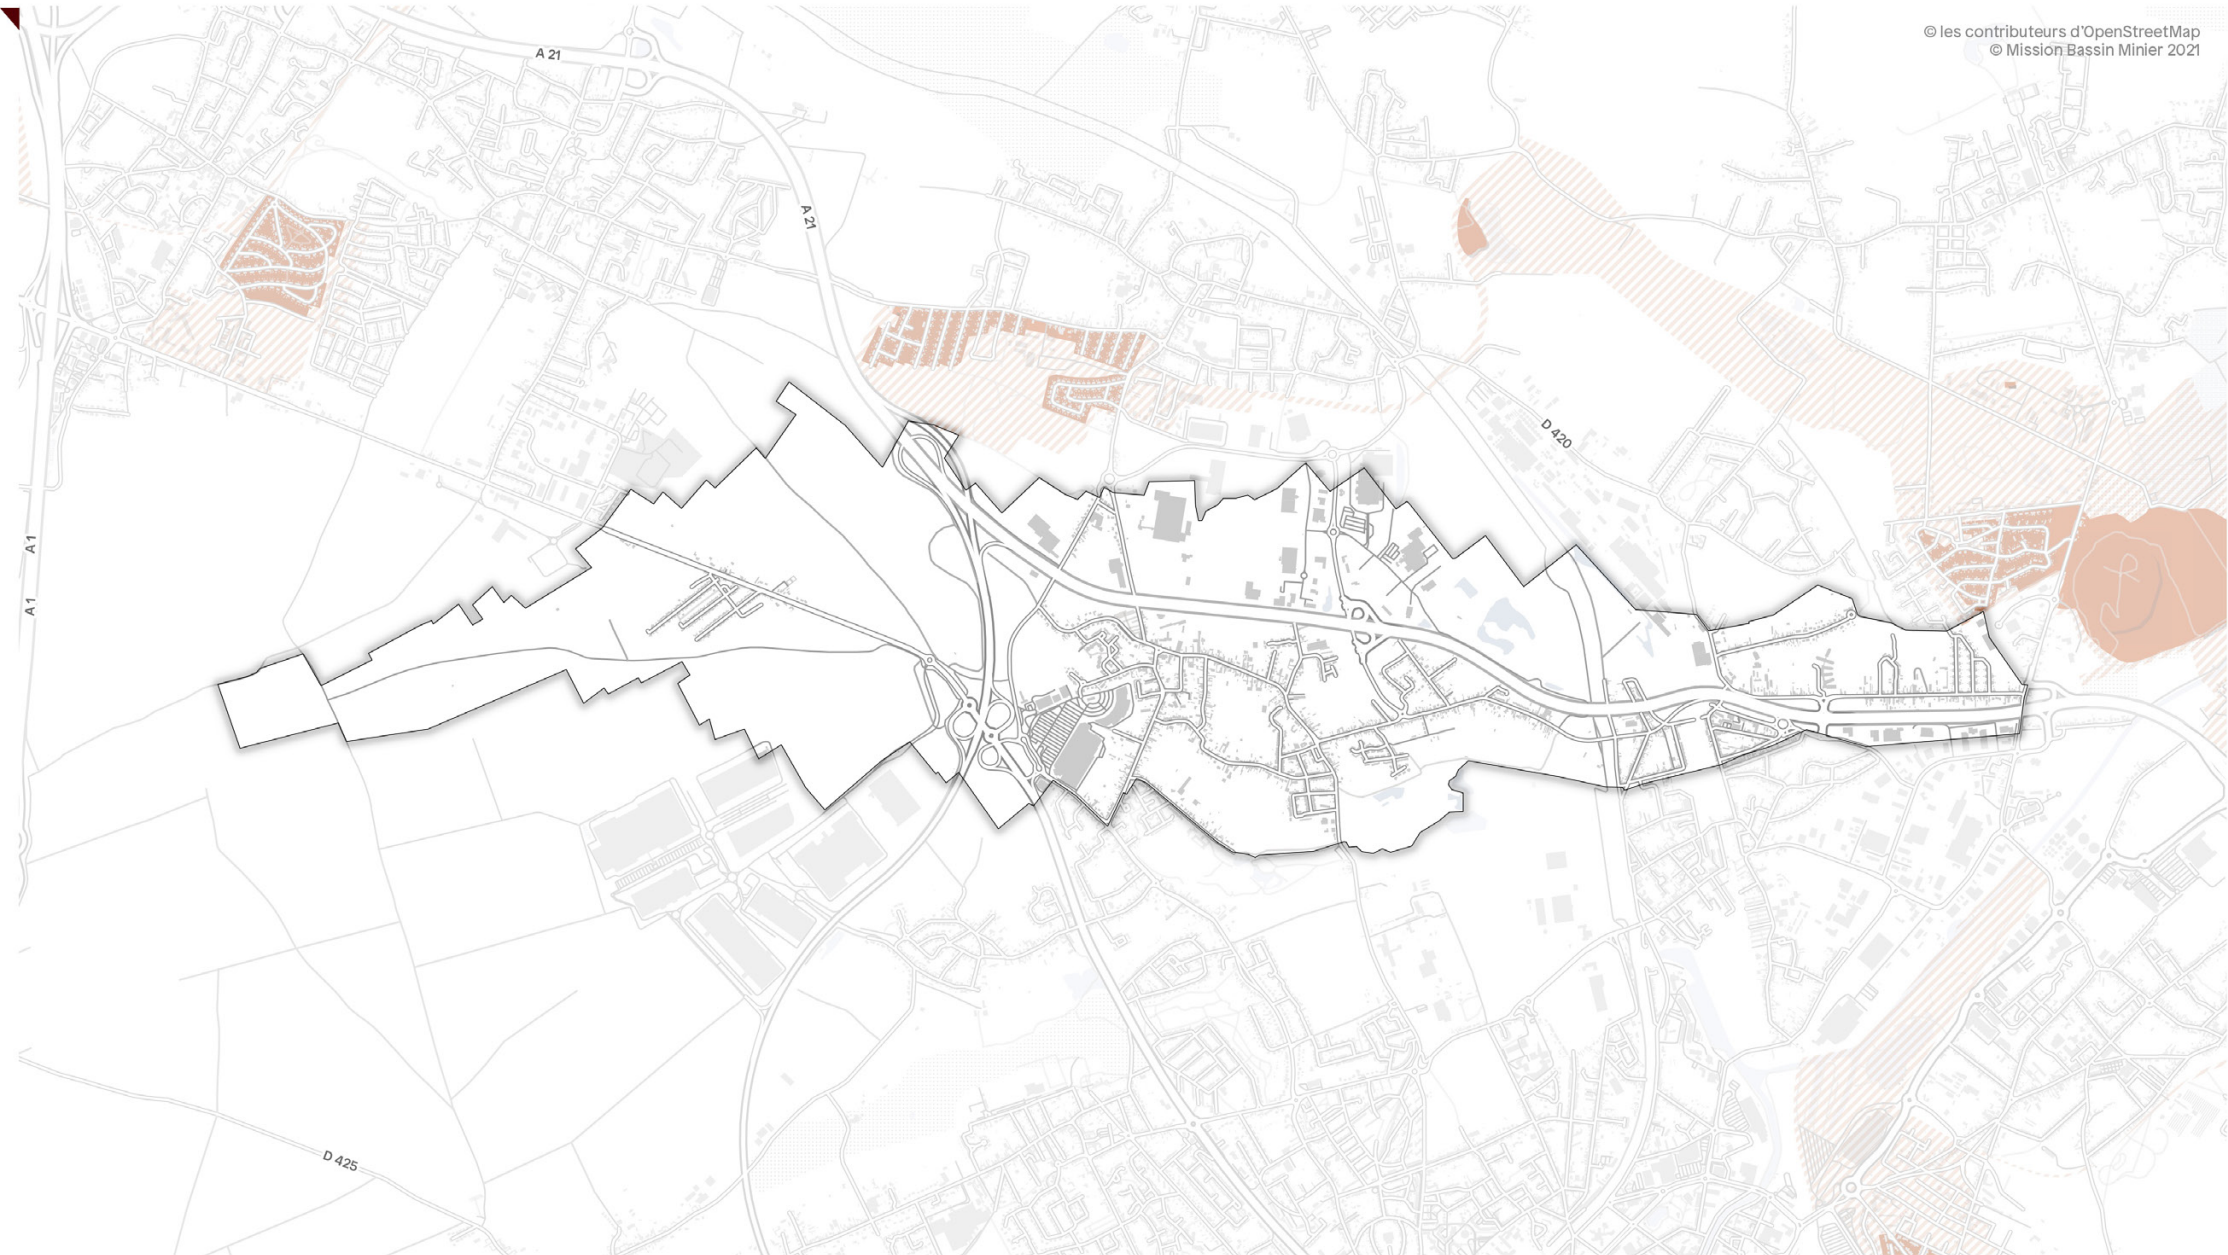 © les contributeurs d'OpenStreetMap
© Mission Bassin Minier 2021
A 21
A 21
D 420
A 1
A 1
D 425